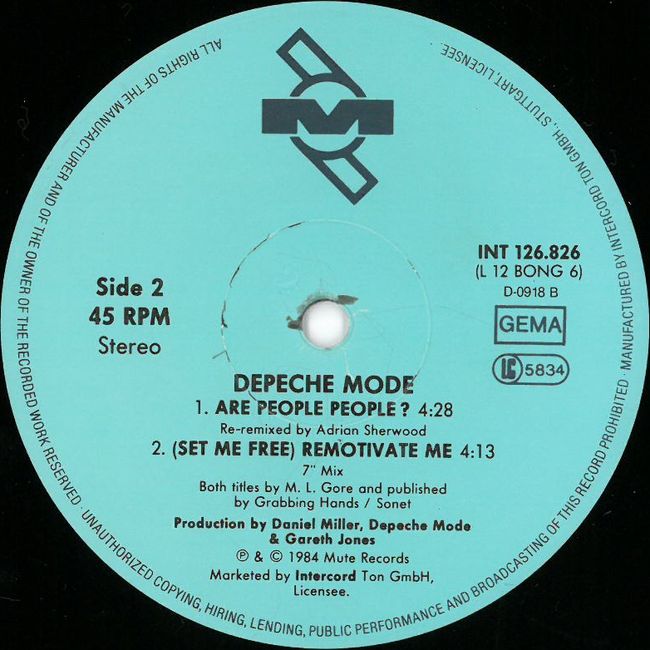 M
Side 2
45 RPM
Stereo
INT 126.826
(L 12 BONG 6)
D-0918 B
GEMA
LC 5834
DEPECHE MODE
1. ARE PEOPLE PEOPLE? 4:28
Re-remixed by Adrian Sherwood
2. (SET ME FREE) REMOTIVATE ME 4:13
7" Mix
Both titles by M. L. Gore and published
by Grabbing Hands / Sonet
Production by Daniel Miller, Depeche Mode
& Gareth Jones
Ⓟ & © 1984 Mute Records
Marketed by Intercord Ton GmbH,
Licensee.
ALL RIGHTS OF THE MANUFACTURER AND OF THE OWNER OF THE RECORDED WORK RESERVED · UNAUTHORIZED COPYING, HIRING, LENDING, PUBLIC PERFORMANCE AND BROADCASTING OF THIS RECORD PROHIBITED · MANUFACTURED BY INTERCORD TON GMBH., STUTTGART, LICENSEE.